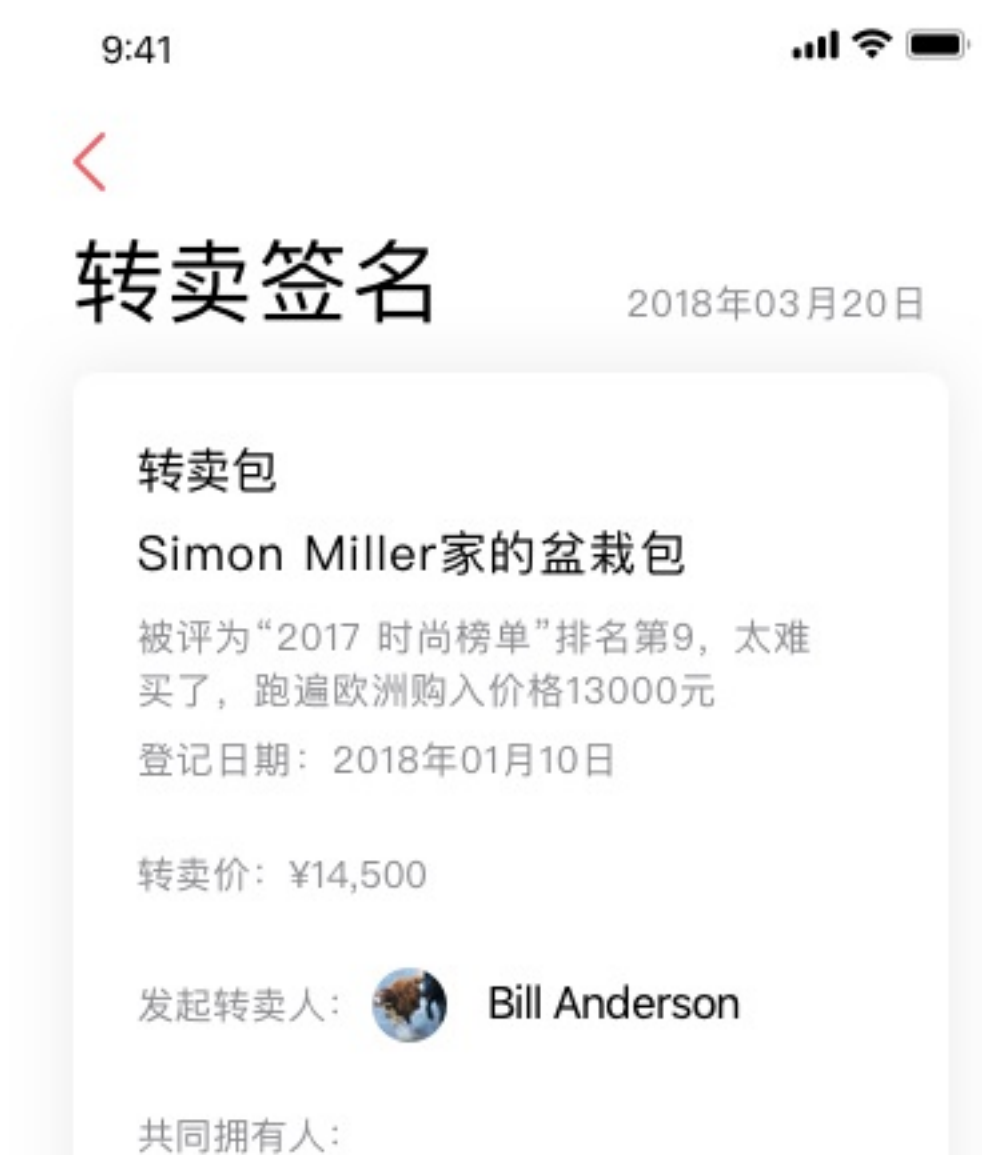 9:41
转卖签名
2018年03月20日
转卖包
Simon Miller家的盆栽包
被评为“2017 时尚榜单”排名第9，太难
买了，跑遍欧洲购入价格13000元
登记日期：2018年01月10日
转卖价：¥14,500
发起转卖人：
Bill Anderson
共同拥有人：